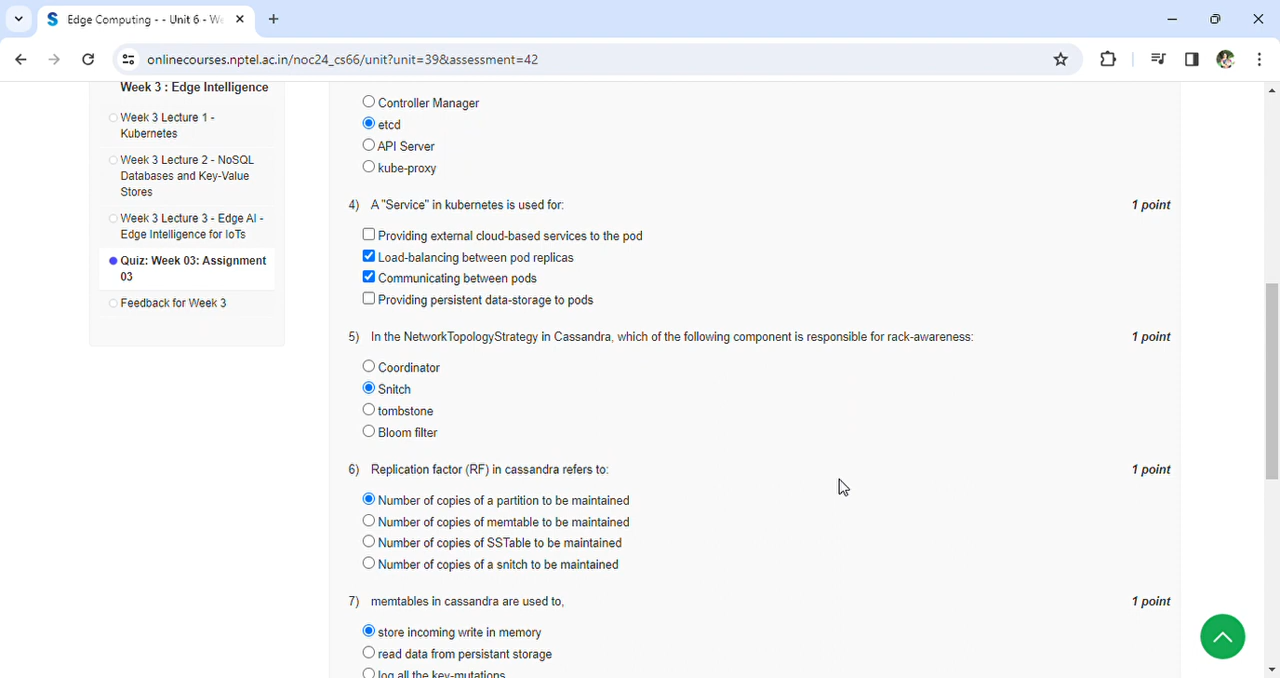 Edge Computing - - Unit 6 - We
onlinecourses.nptel.ac.in/noc24_cs66/unit?unit=39&assessment=42
Week 3 : Edge Intelligence
Week 3 Lecture 1 -
Kubernetes
Week 3 Lecture 2 - NoSQL
Databases and Key-Value
Stores
Week 3 Lecture 3 - Edge AI -
Edge Intelligence for IoTs
Quiz: Week 03: Assignment
03
Feedback for Week 3
Controller Manager
etcd
API Server
kube-proxy
4) A "Service" in kubernetes is used for: 1 point
Providing external cloud-based services to the pod
Load-balancing between pod replicas
Communicating between pods
Providing persistent data-storage to pods
5) In the NetworkTopologyStrategy in Cassandra, which of the following component is responsible for rack-awareness: 1 point
Coordinator
Snitch
tombstone
Bloom filter
6) Replication factor (RF) in cassandra refers to: 1 point
Number of copies of a partition to be maintained
Number of copies of memtable to be maintained
Number of copies of SSTable to be maintained
Number of copies of a snitch to be maintained
7) memtables in cassandra are used to, 1 point
store incoming write in memory
read data from persistant storage
log all the key-mutations